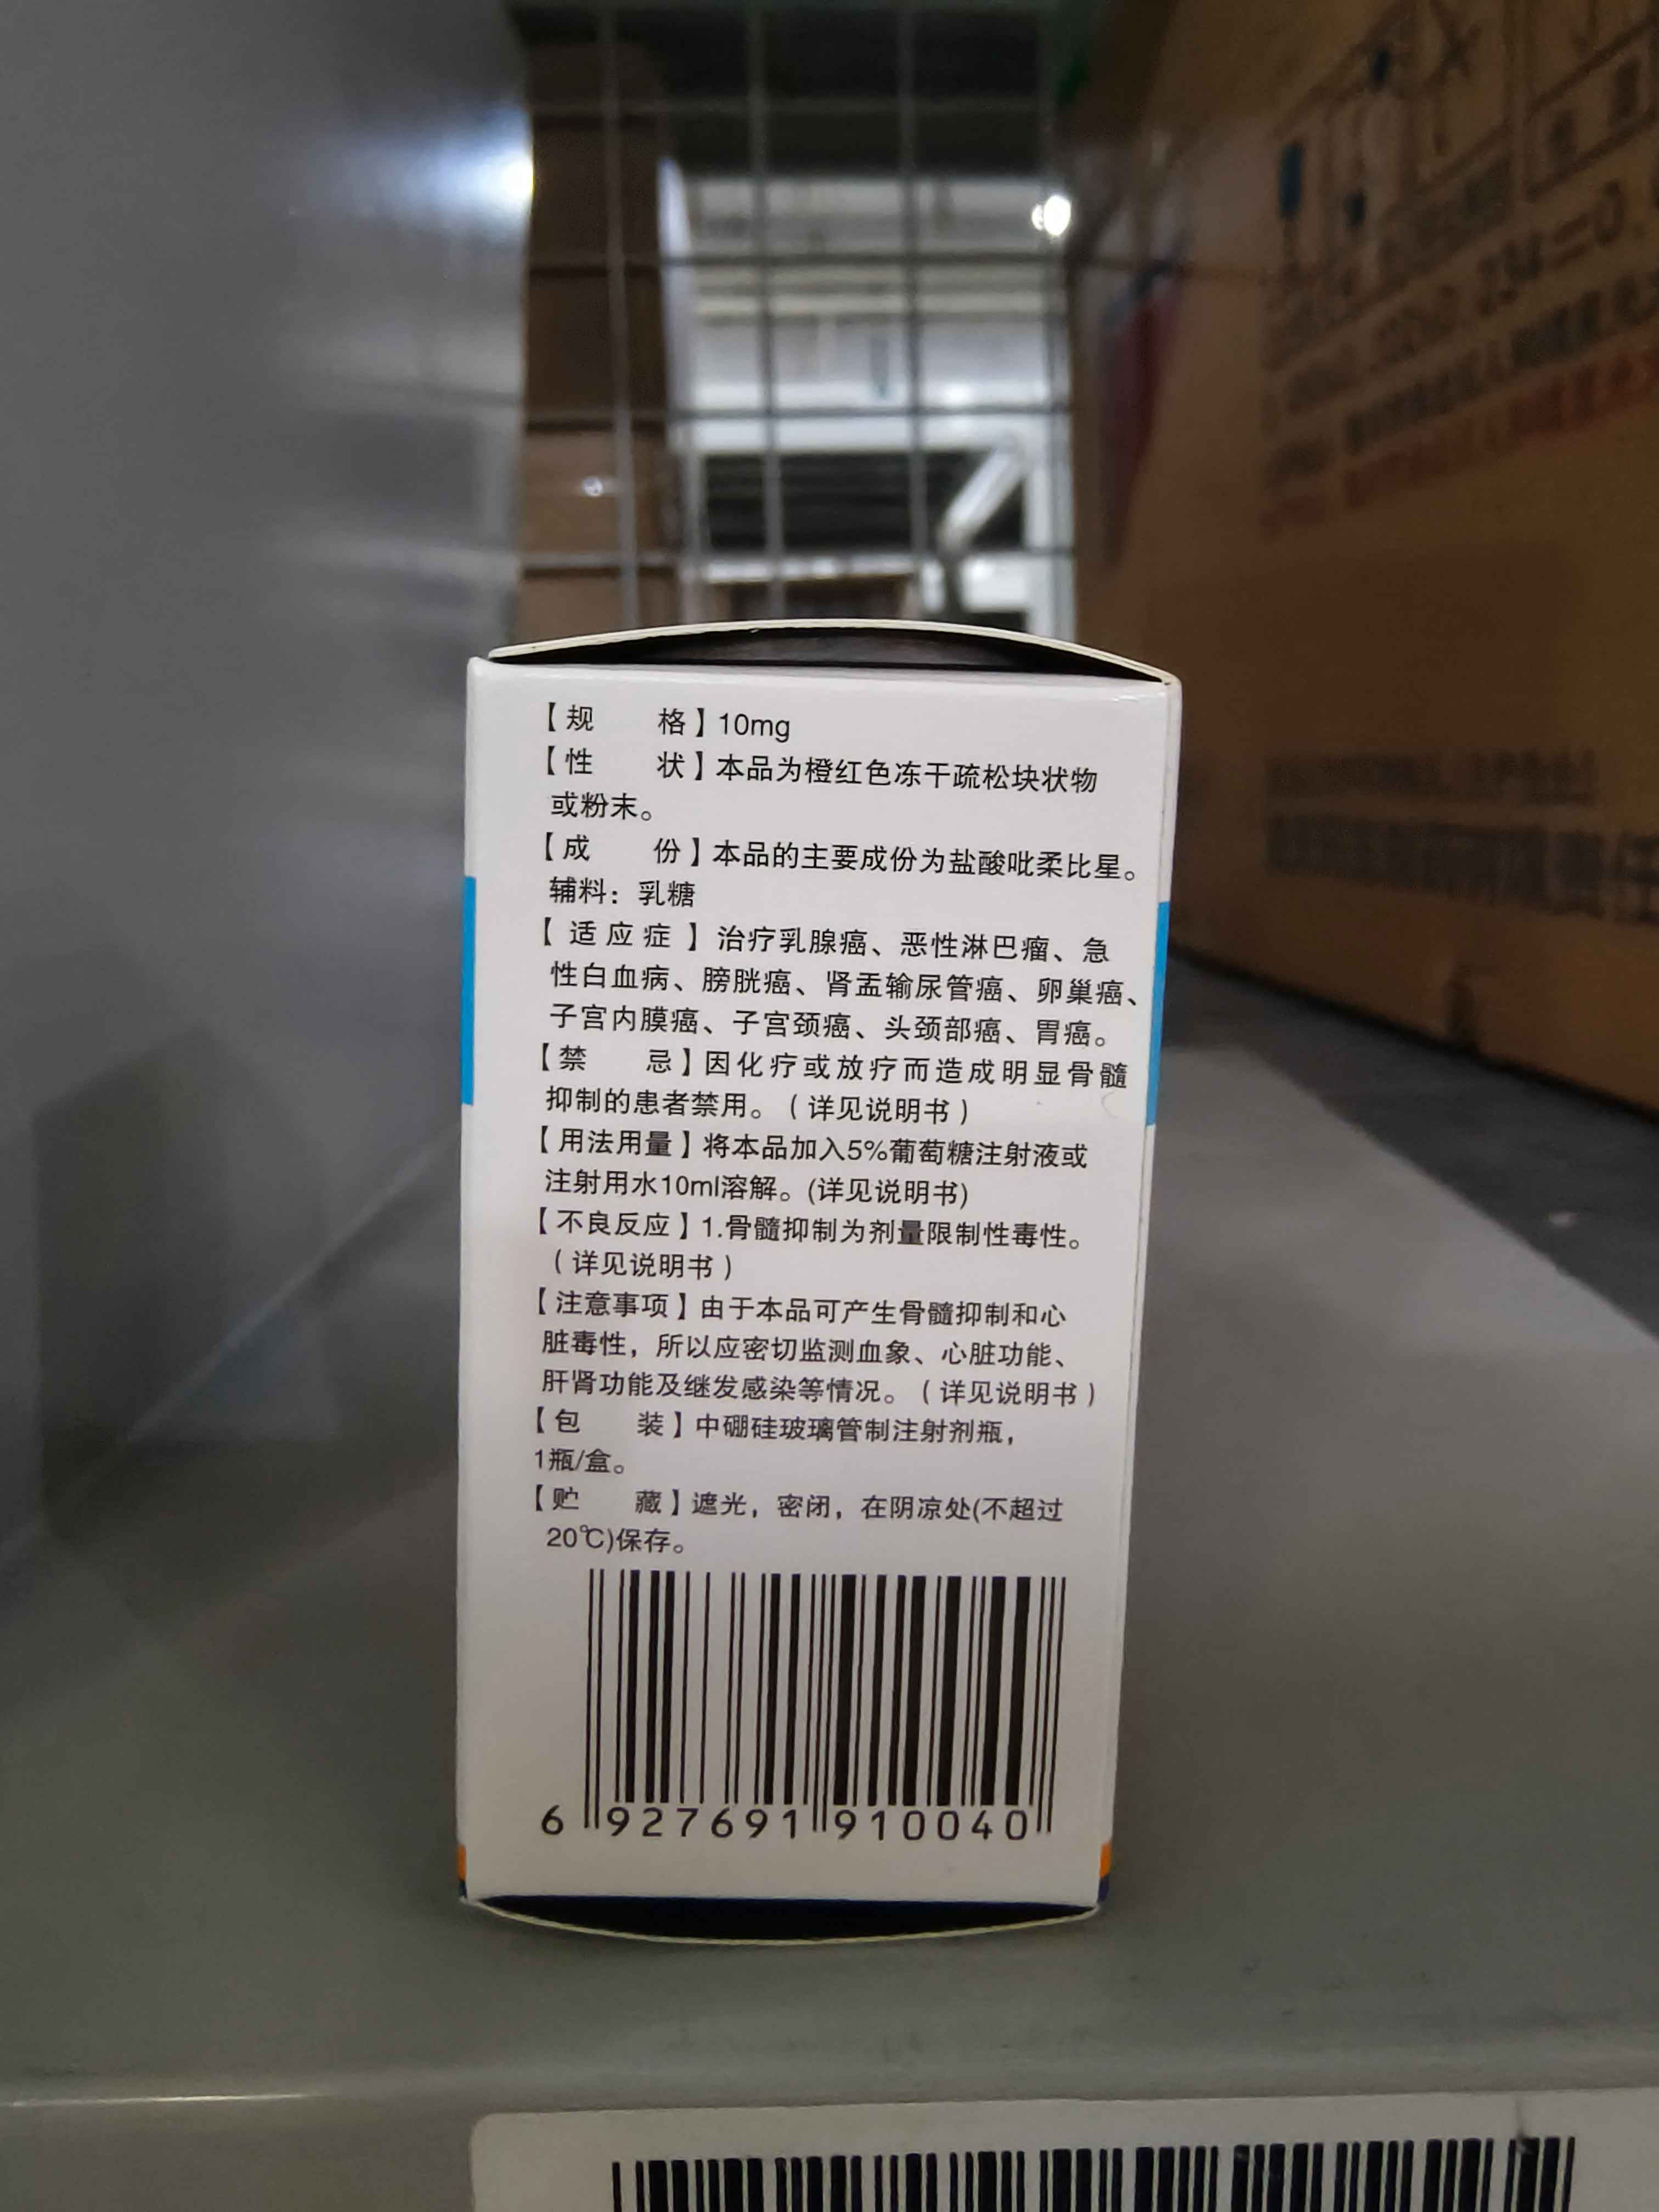 【规 格】10mg
【性 状】本品为橙红色冻干疏松块状物
或粉末。
【成 份】本品的主要成份为盐酸吡柔比星。
辅料：乳糖
【适应症】治疗乳腺癌、恶性淋巴瘤、急
性白血病、膀胱癌、肾盂输尿管癌、卵巢癌、
子宫内膜癌、子宫颈癌、头颈部癌、胃癌。
【禁 忌】因化疗或放疗而造成明显骨髓
抑制的患者禁用。（详见说明书）
【用法用量】将本品加入5%葡萄糖注射液或
注射用水10ml溶解。(详见说明书)
【不良反应】1.骨髓抑制为剂量限制性毒性。
（详见说明书）
【注意事项】由于本品可产生骨髓抑制和心
脏毒性，所以应密切监测血象、心脏功能、
肝肾功能及继发感染等情况。（详见说明书）
【包 装】中硼硅玻璃管制注射剂瓶，
1瓶/盒。
【贮 藏】遮光，密闭，在阴凉处(不超过
20℃)保存。
6 927691 910040